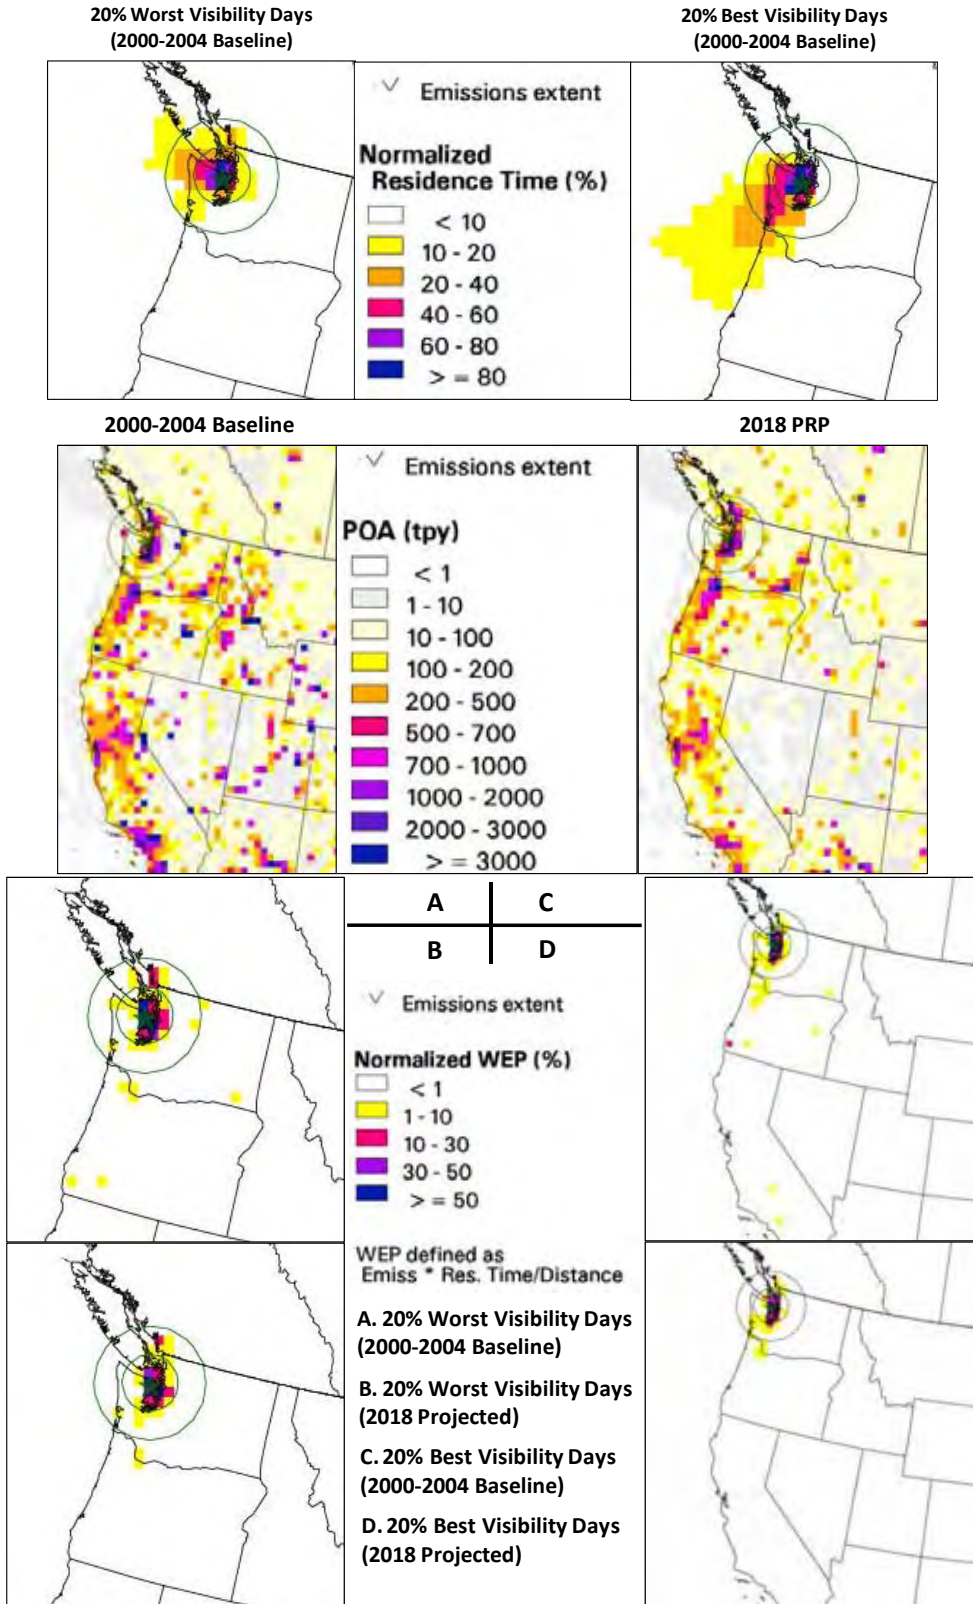 20% Worst Visibility Days
(2000-2004 Baseline)
20% Best Visibility Days
(2000-2004 Baseline)
Emissions extent
Normalized
Residence Time (%)
< 10
10 - 20
20 - 40
40 - 60
60 - 80
> = 80
2000-2004 Baseline
2018 PRP
Emissions extent
POA (tpy)
< 1
1 - 10
10 - 100
100 - 200
200 - 500
500 - 700
700 - 1000
1000 - 2000
2000 - 3000
> = 3000
A
C
B
D
Emissions extent
Normalized WEP (%)
< 1
1 - 10
10 - 30
30 - 50
> = 50
WEP defined as
Emiss * Res. Time/Distance
A. 20% Worst Visibility Days
(2000-2004 Baseline)
B. 20% Worst Visibility Days
(2018 Projected)
C. 20% Best Visibility Days
(2000-2004 Baseline)
D. 20% Best Visibility Days
(2018 Projected)